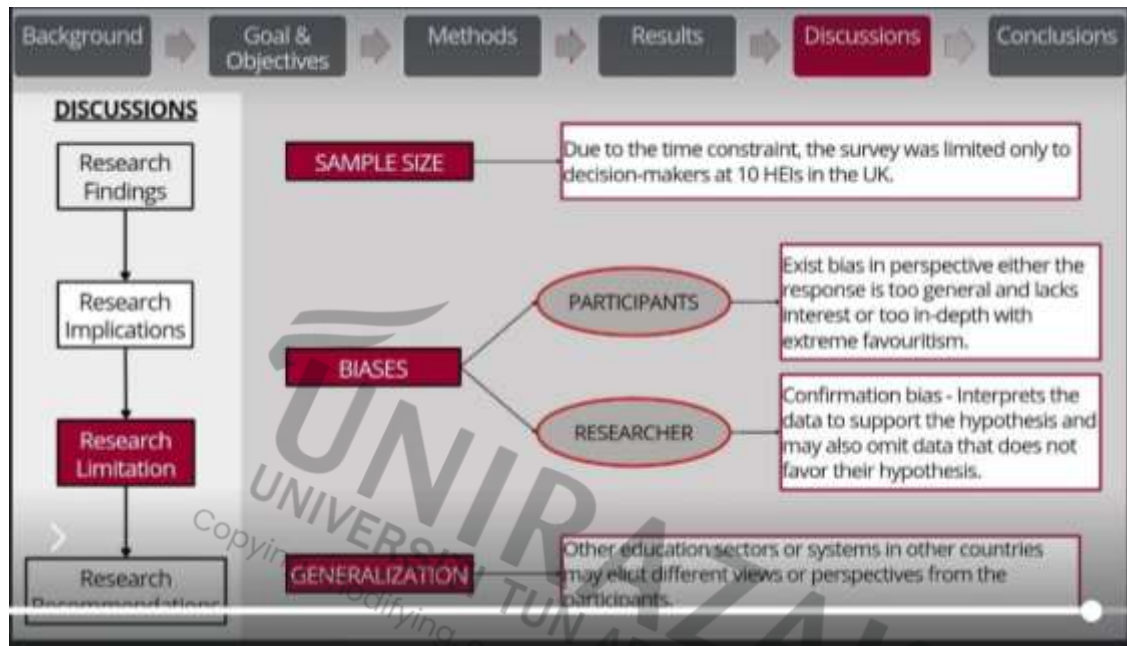 Background
Goal &
Objectives
Methods
Results
Discussions
Conclusions
DISCUSSIONS
Research
Findings
Research
Implications
Research
Limitation
Research
Recommendations
SAMPLE SIZE
Due to the time constraint, the survey was limited only to
decision-makers at 10 HEIs in the UK.
BIASES
PARTICIPANTS
Exist bias in perspective either the
response is too general and lacks
interest or too in-depth with
extreme favouritism.
RESEARCHER
Confirmation bias - Interprets the
data to support the hypothesis and
may also omit data that does not
favor their hypothesis.
GENERALIZATION
Other education sectors or systems in other countries
may elicit different views or perspectives from the
participants.
UNIRAZAK
UNIVERSITI TUN
Copying
modifying